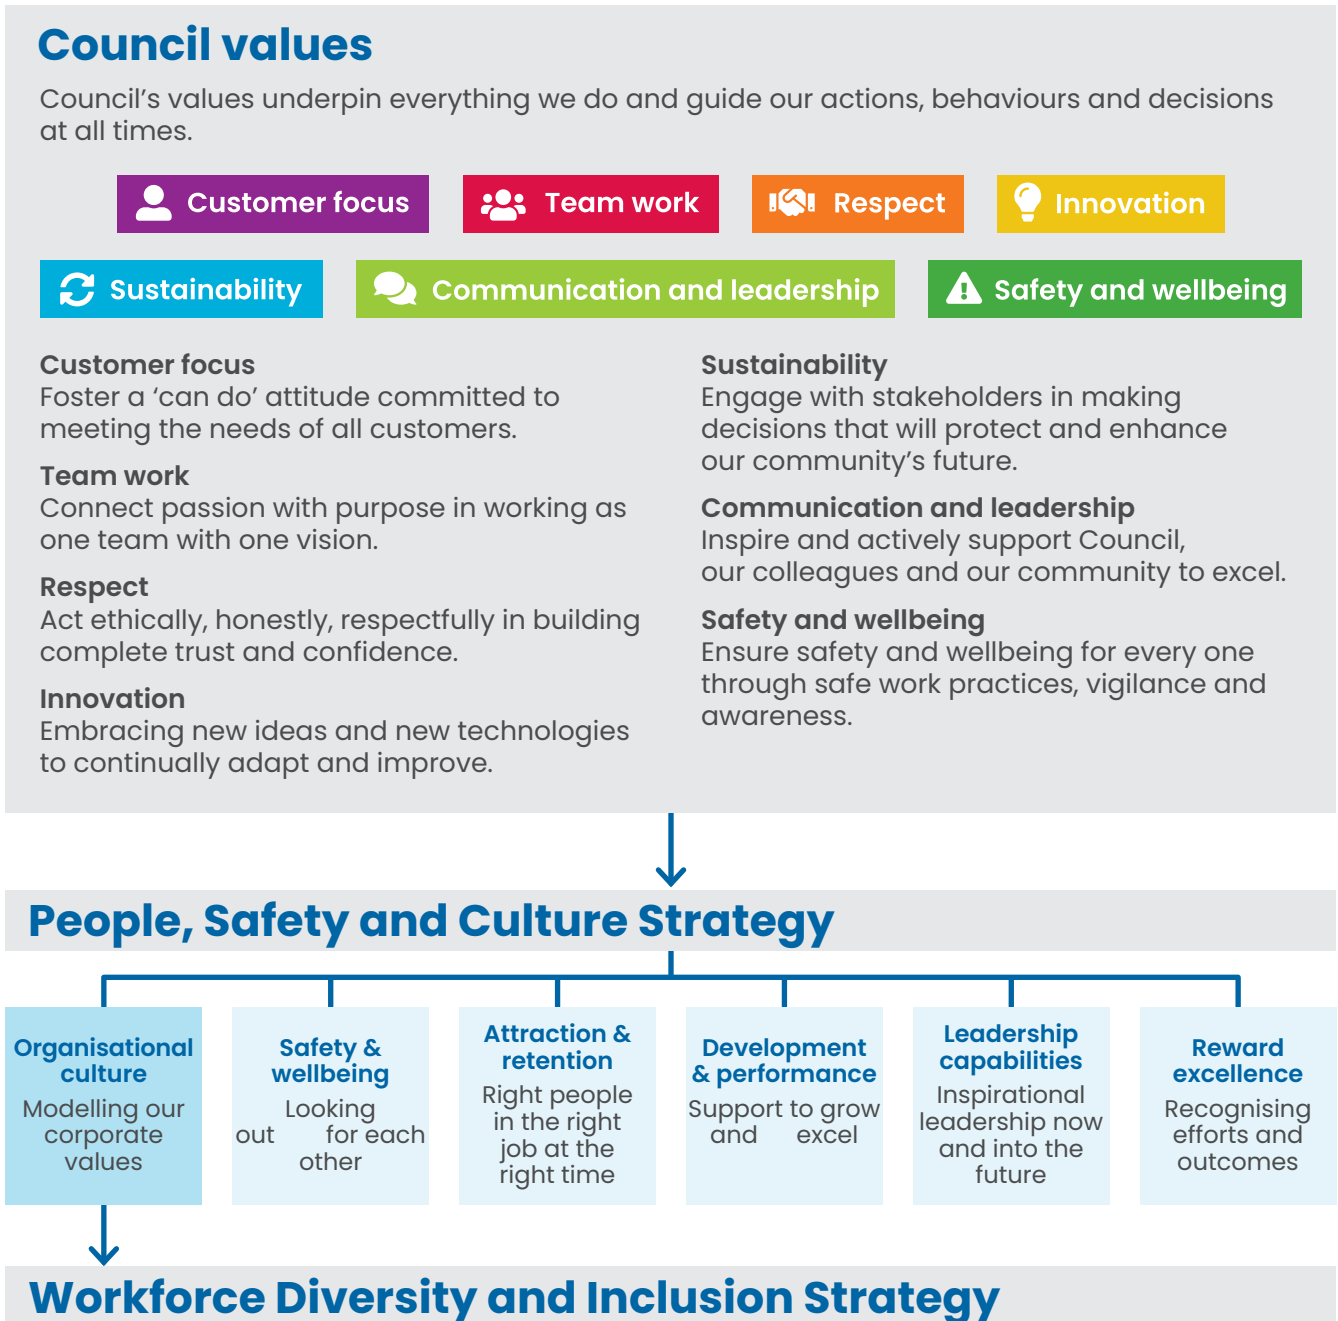 Council values
Council’s values underpin everything we do and guide our actions, behaviours and decisions
at all times.
Customer focus
Team work
Respect
Innovation
Sustainability
Communication and leadership
Safety and wellbeing
Customer focus
Foster a ‘can do’ attitude committed to
meeting the needs of all customers.
Team work
Connect passion with purpose in working as
one team with one vision.
Respect
Act ethically, honestly, respectfully in building
complete trust and confidence.
Innovation
Embracing new ideas and new technologies
to continually adapt and improve.
Sustainability
Engage with stakeholders in making
decisions that will protect and enhance
our community’s future.
Communication and leadership
Inspire and actively support Council,
our colleagues and our community to excel.
Safety and wellbeing
Ensure safety and wellbeing for every one
through safe work practices, vigilance and
awareness.
People, Safety and Culture Strategy
Organisational
culture
Modelling our
corporate
values
Safety &
wellbeing
Looking
out for each
other
Attraction &
retention
Right people
in the right
job at the
right time
Development
& performance
Support to grow
and excel
Leadership
capabilities
Inspirational
leadership now
and into the
future
Reward
excellence
Recognising
efforts and
outcomes
Workforce Diversity and Inclusion Strategy